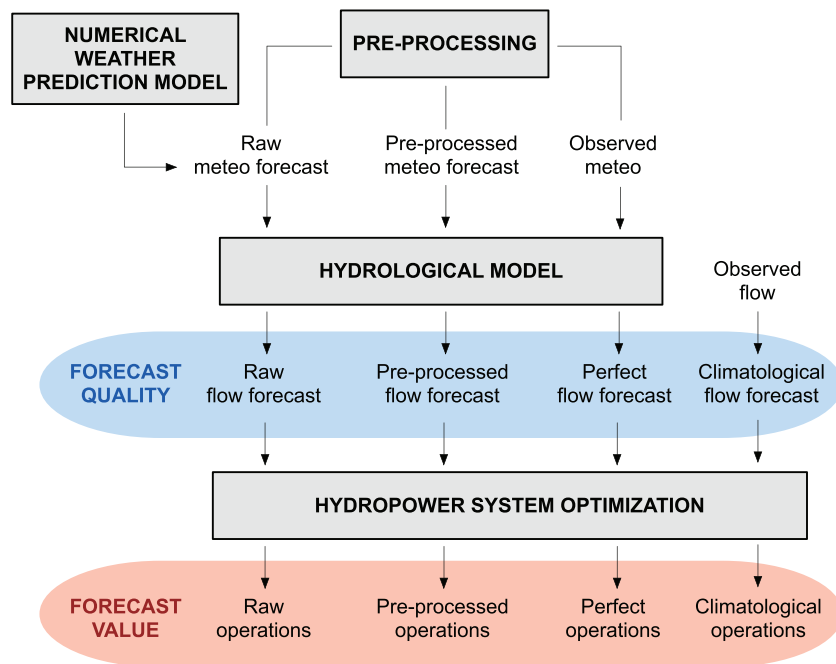 NUMERICAL
WEATHER
PREDICTION MODEL
PRE-PROCESSING
Raw
meteo forecast
Pre-processed
meteo forecast
Observed
meteo
HYDROLOGICAL MODEL
Observed
flow
FORECAST
QUALITY
Raw
flow forecast
Pre-processed
flow forecast
Perfect
flow forecast
Climatological
flow forecast
HYDROPOWER SYSTEM OPTIMIZATION
FORECAST
VALUE
Raw
operations
Pre-processed
operations
Perfect
operations
Climatological
operations